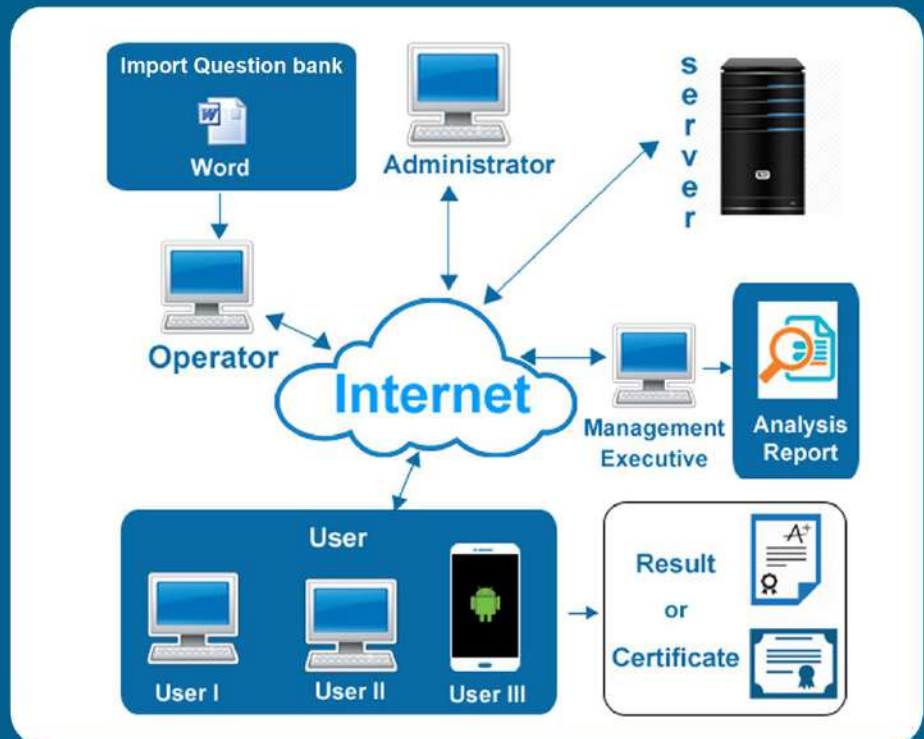 Import Question bank
Word
Administrator
server
Operator
Internet
Management
Executive
Analysis
Report
User
User I
User II
User III
Result
or
Certificate
A+